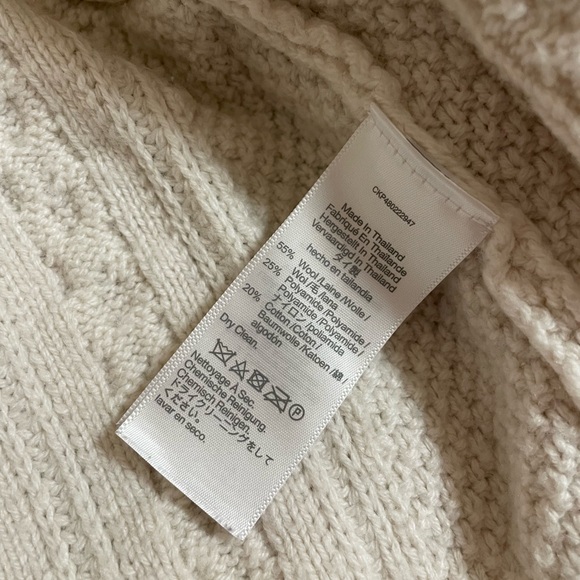 CKP480222947
Made In Thailand
Fabriqué En Thaïlande
Hergestellt In Thailand
Vervaardigd In Thailand
タイ製
hecho en tailandia
55% Wool /Laine /Wolle /
Wol /毛 /lana
25% Polyamide /Polyamide /
Polyamide /Polyamide /
ナイロン /poliamida
20% Cotton /Coton /
Baumwolle /Katoen /綿 /
algodón
Dry Clean.
P
Nettoyage A Sec.
Chemische Reinigung.
Chemisch Reinigen.
ドライクリーニングをして
ください。
lavar en seco.